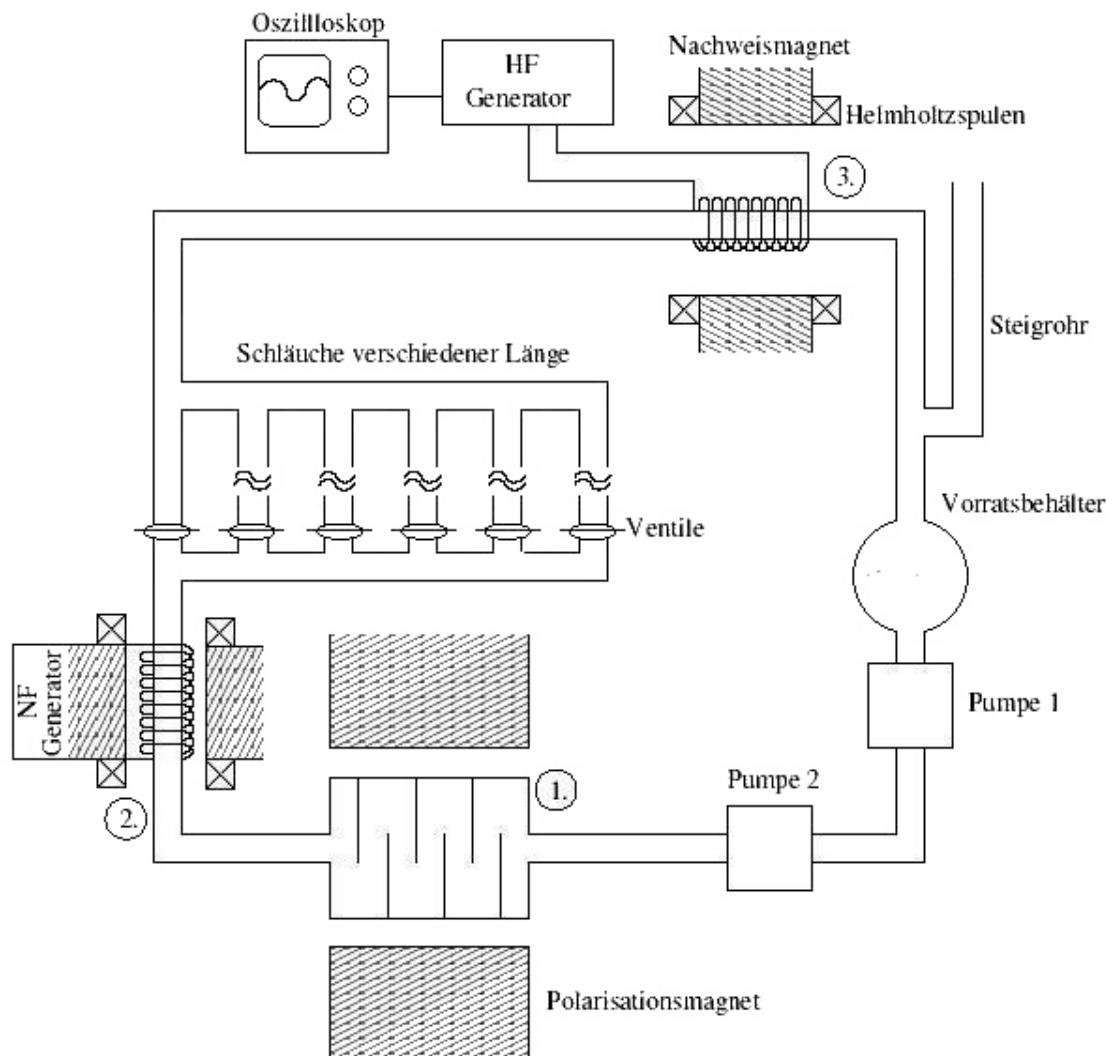 Oszillloskop
HF
Generator
Nachweismagnet
Helmholtzspulen
3.
Steigrohr
Schläuche verschiedener Länge
Vorratsbehälter
Ventile
NF
Generator
Pumpe 1
Pumpe 2
1.
2.
Polarisationsmagnet